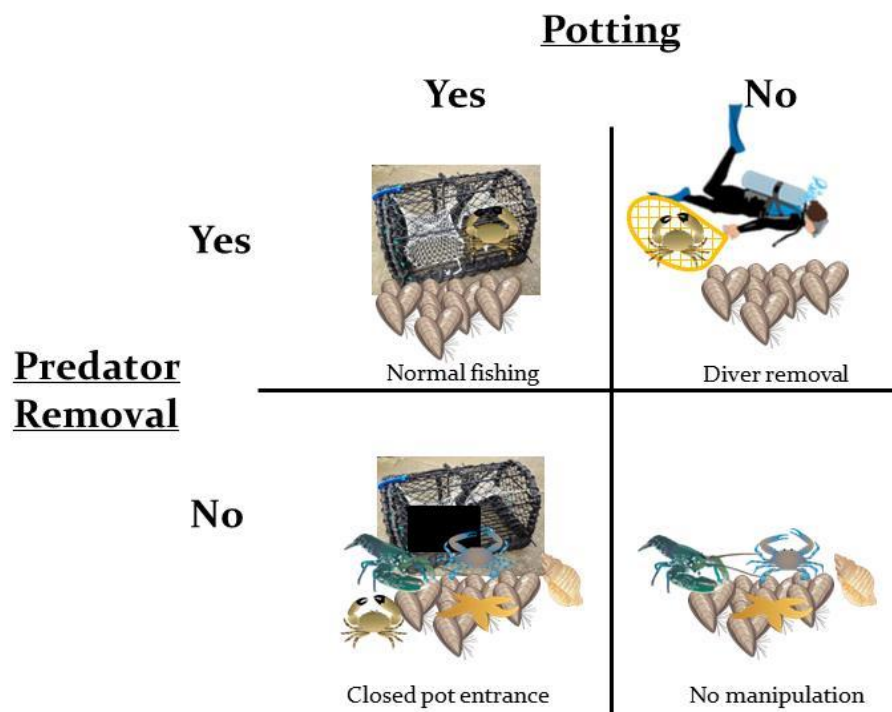 Potting
Yes
No
Yes
Normal fishing
Diver removal
Predator
Removal
No
Closed pot entrance
No manipulation